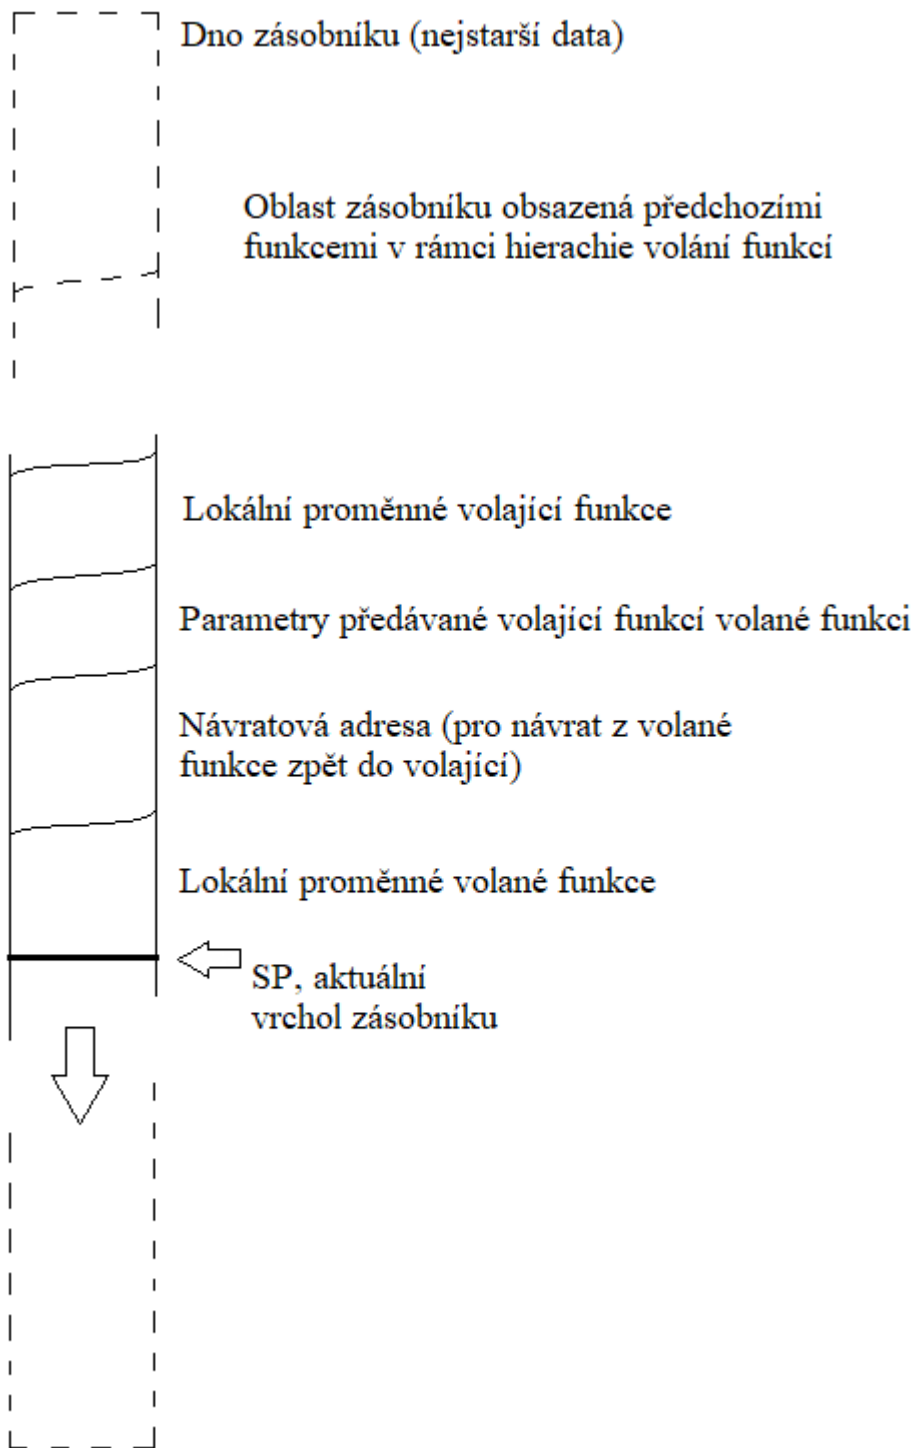 Dno zásobníku (nejstarší data)
Oblast zásobníku obsazená předchozími
funkcemi v rámci hierachie volání funkcí
Lokální proměnné volající funkce
Parametry předávané volající funkcí volané funkci
Návratová adresa (pro návrat z volané
funkce zpět do volající)
Lokální proměnné volané funkce
SP, aktuální
vrchol zásobníku